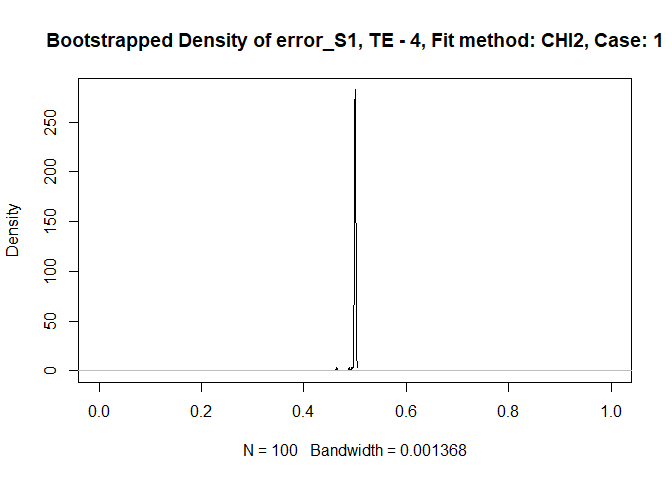 Bootstrapped Density of error_S1, TE - 4, Fit method: CHI2, Case: 1
Density
250
200
150
100
50
0
0.0 0.2 0.4 0.6 0.8 1.0
N = 100 Bandwidth = 0.001368